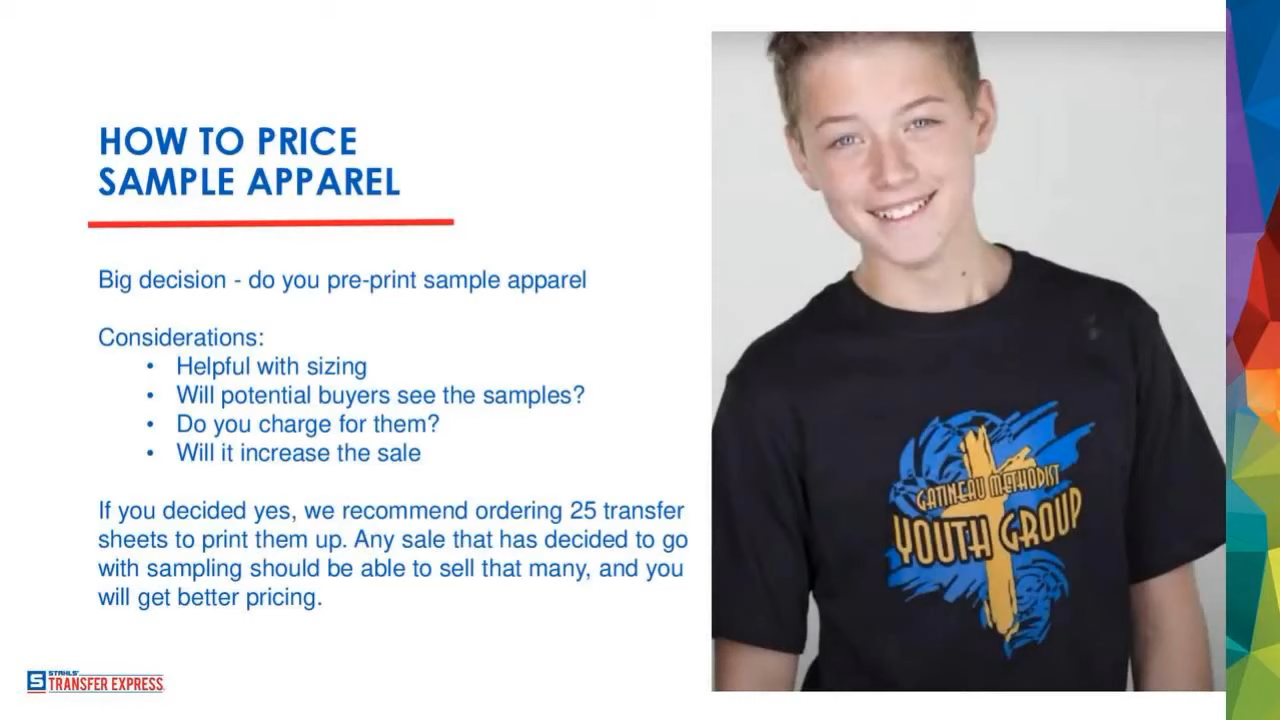 HOW TO PRICE
SAMPLE APPAREL
Big decision - do you pre-print sample apparel
Considerations:
• Helpful with sizing
• Will potential buyers see the samples?
• Do you charge for them?
• Will it increase the sale
If you decided yes, we recommend ordering 25 transfer
sheets to print them up. Any sale that has decided to go
with sampling should be able to sell that many, and you
will get better pricing.
GATINEAU METHODIST
YOUTH GROUP
S STAHLS'
TRANSFER EXPRESS